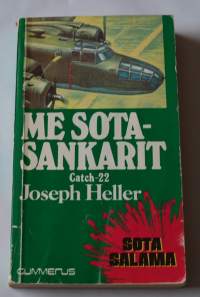 ME SOTA-
SANKARIT
Catch-22
Joseph Heller
SOTA
SALAMA
GUMMERUS